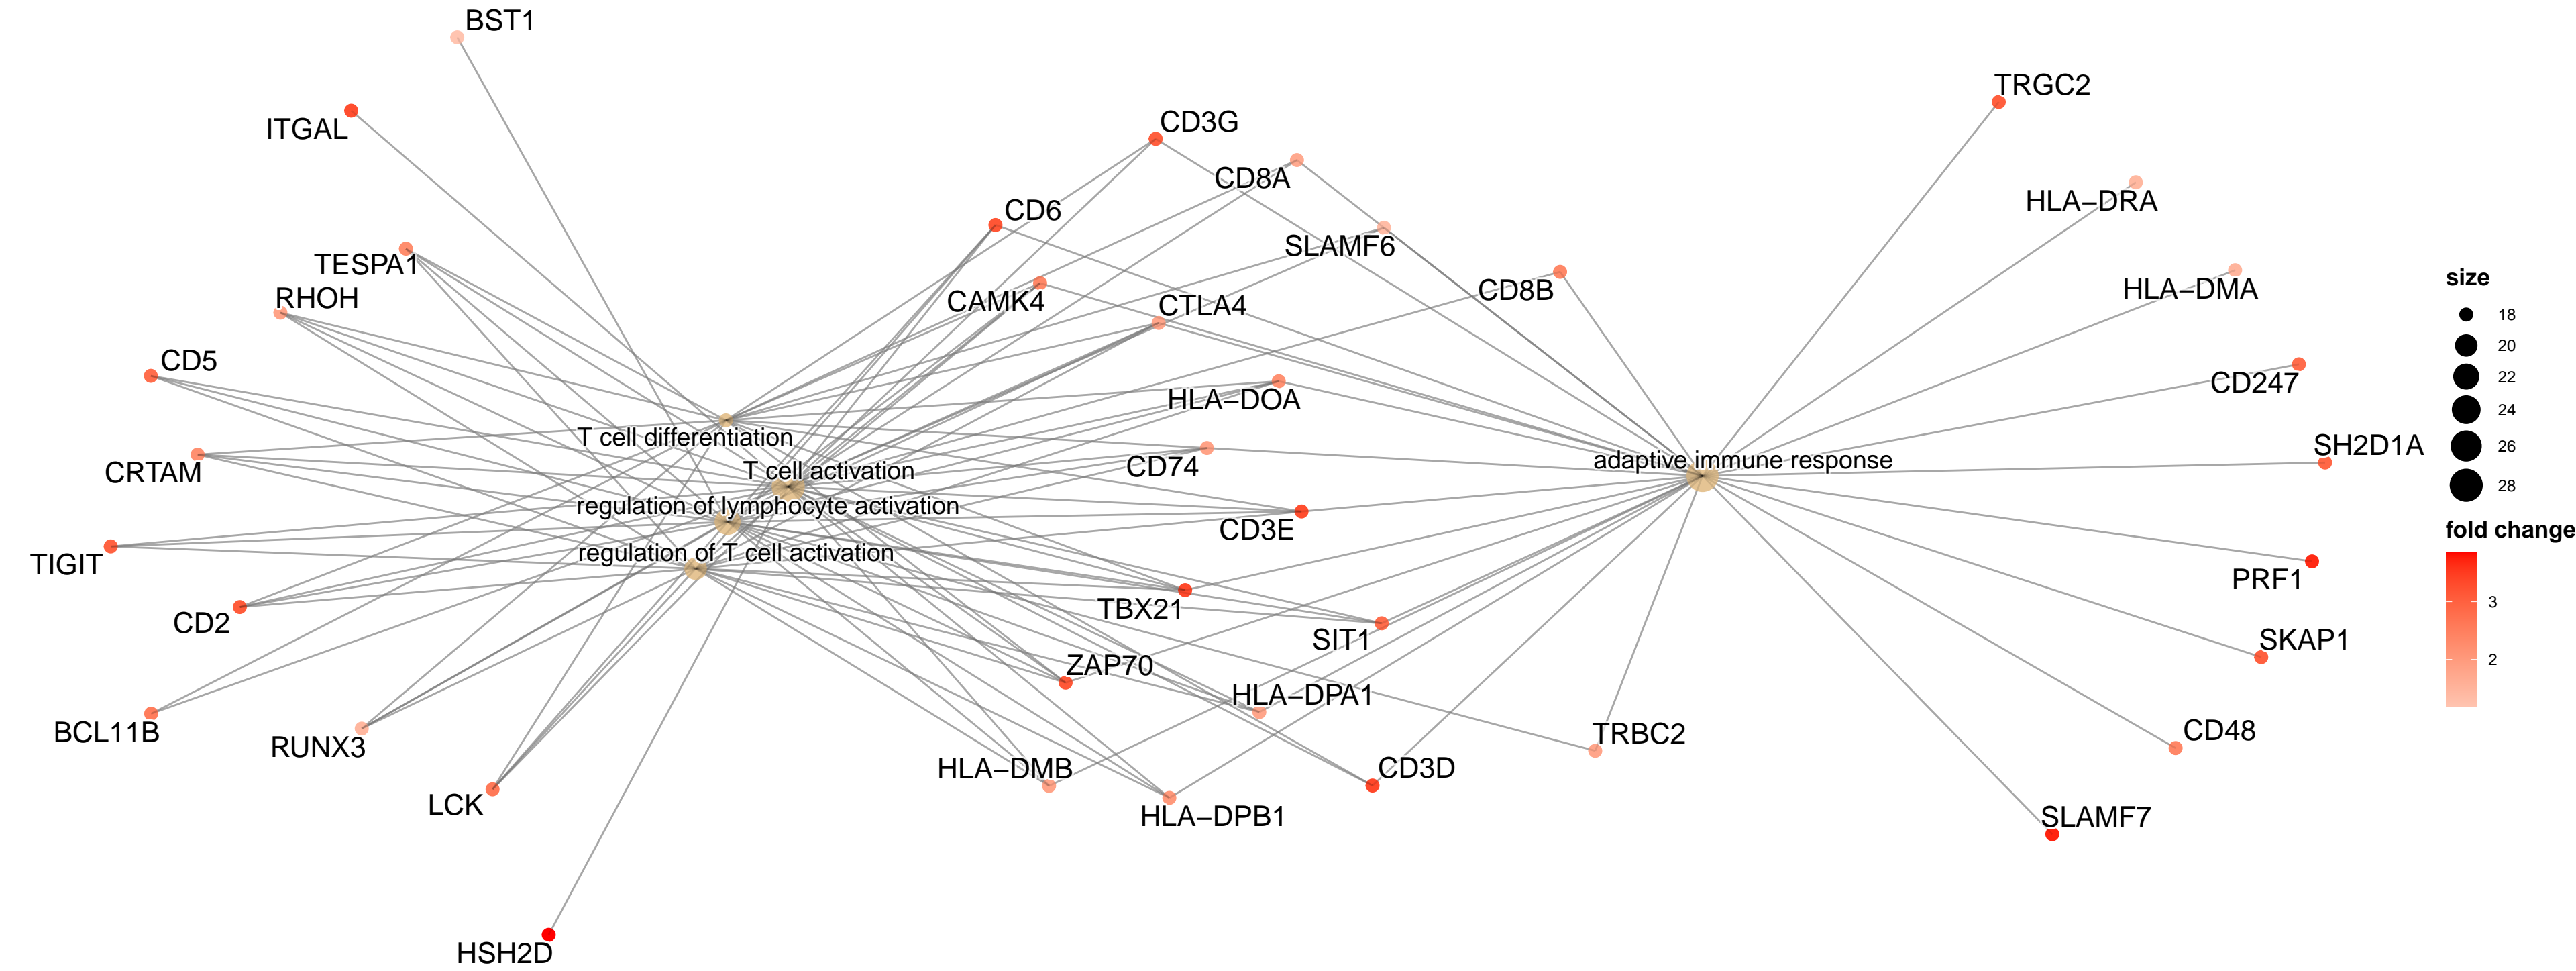 BST1
TRGC2
ITGAL
CD3G
CD8A
HLA−DRA
CD6
SLAMF6
TESPA1
RHOH
CAMK4
CTLA4
CD8B
HLA−DMA
CD5
HLA−DOA
CD247
T cell differentiation
CRTAM
T cell activation
CD74
adaptive immune response
SH2D1A
regulation of lymphocyte activation
CD3E
TIGIT
regulation of T cell activation
PRF1
CD2
TBX21
SIT1
SKAP1
ZAP70
HLA−DPA1
BCL11B
RUNX3
TRBC2
CD48
HLA−DMB
CD3D
LCK
HLA−DPB1
SLAMF7
HSH2D
size
18
20
22
24
26
28
fold change
3
2